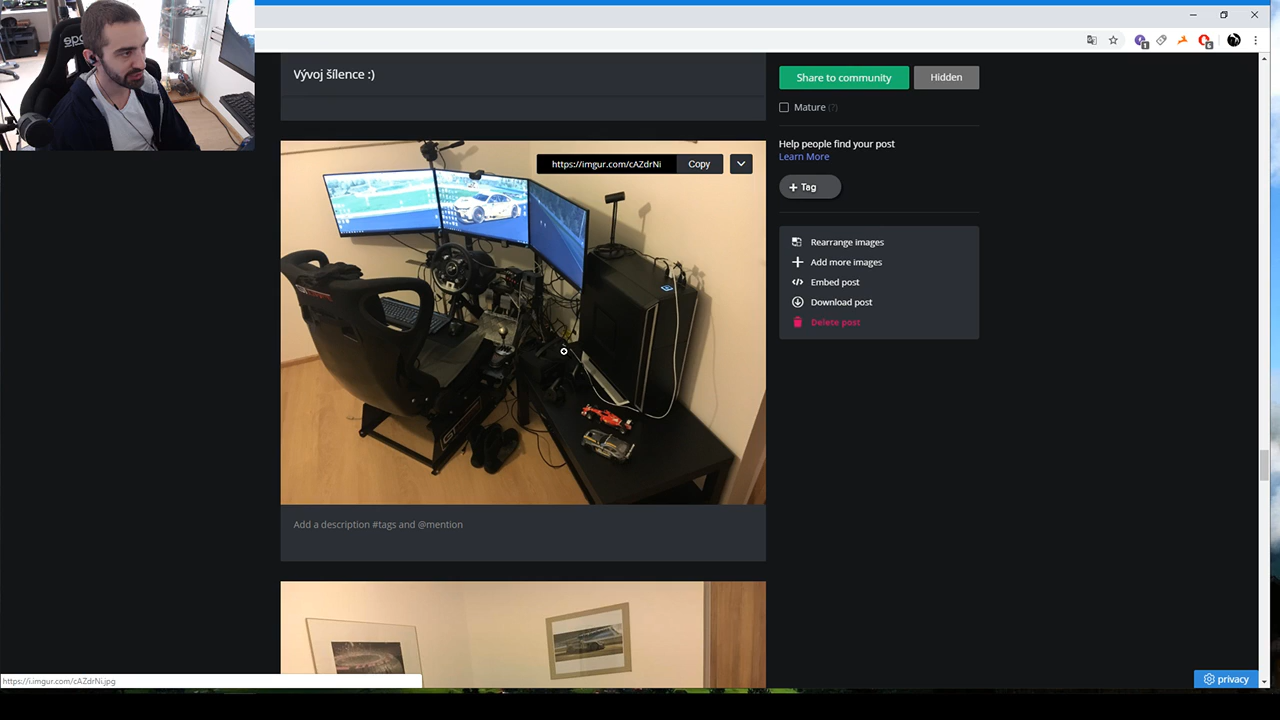 Vývoj šílence :)
Share to community
Hidden
Mature (?)
https://imgur.com/cAZdrNi
Copy
Help people find your post
Learn More
+ Tag
Rearrange images
Add more images
Embed post
Download post
Delete post
Add a description #tags and @mention
https://i.imgur.com/cAZdrNi.jpg
privacy